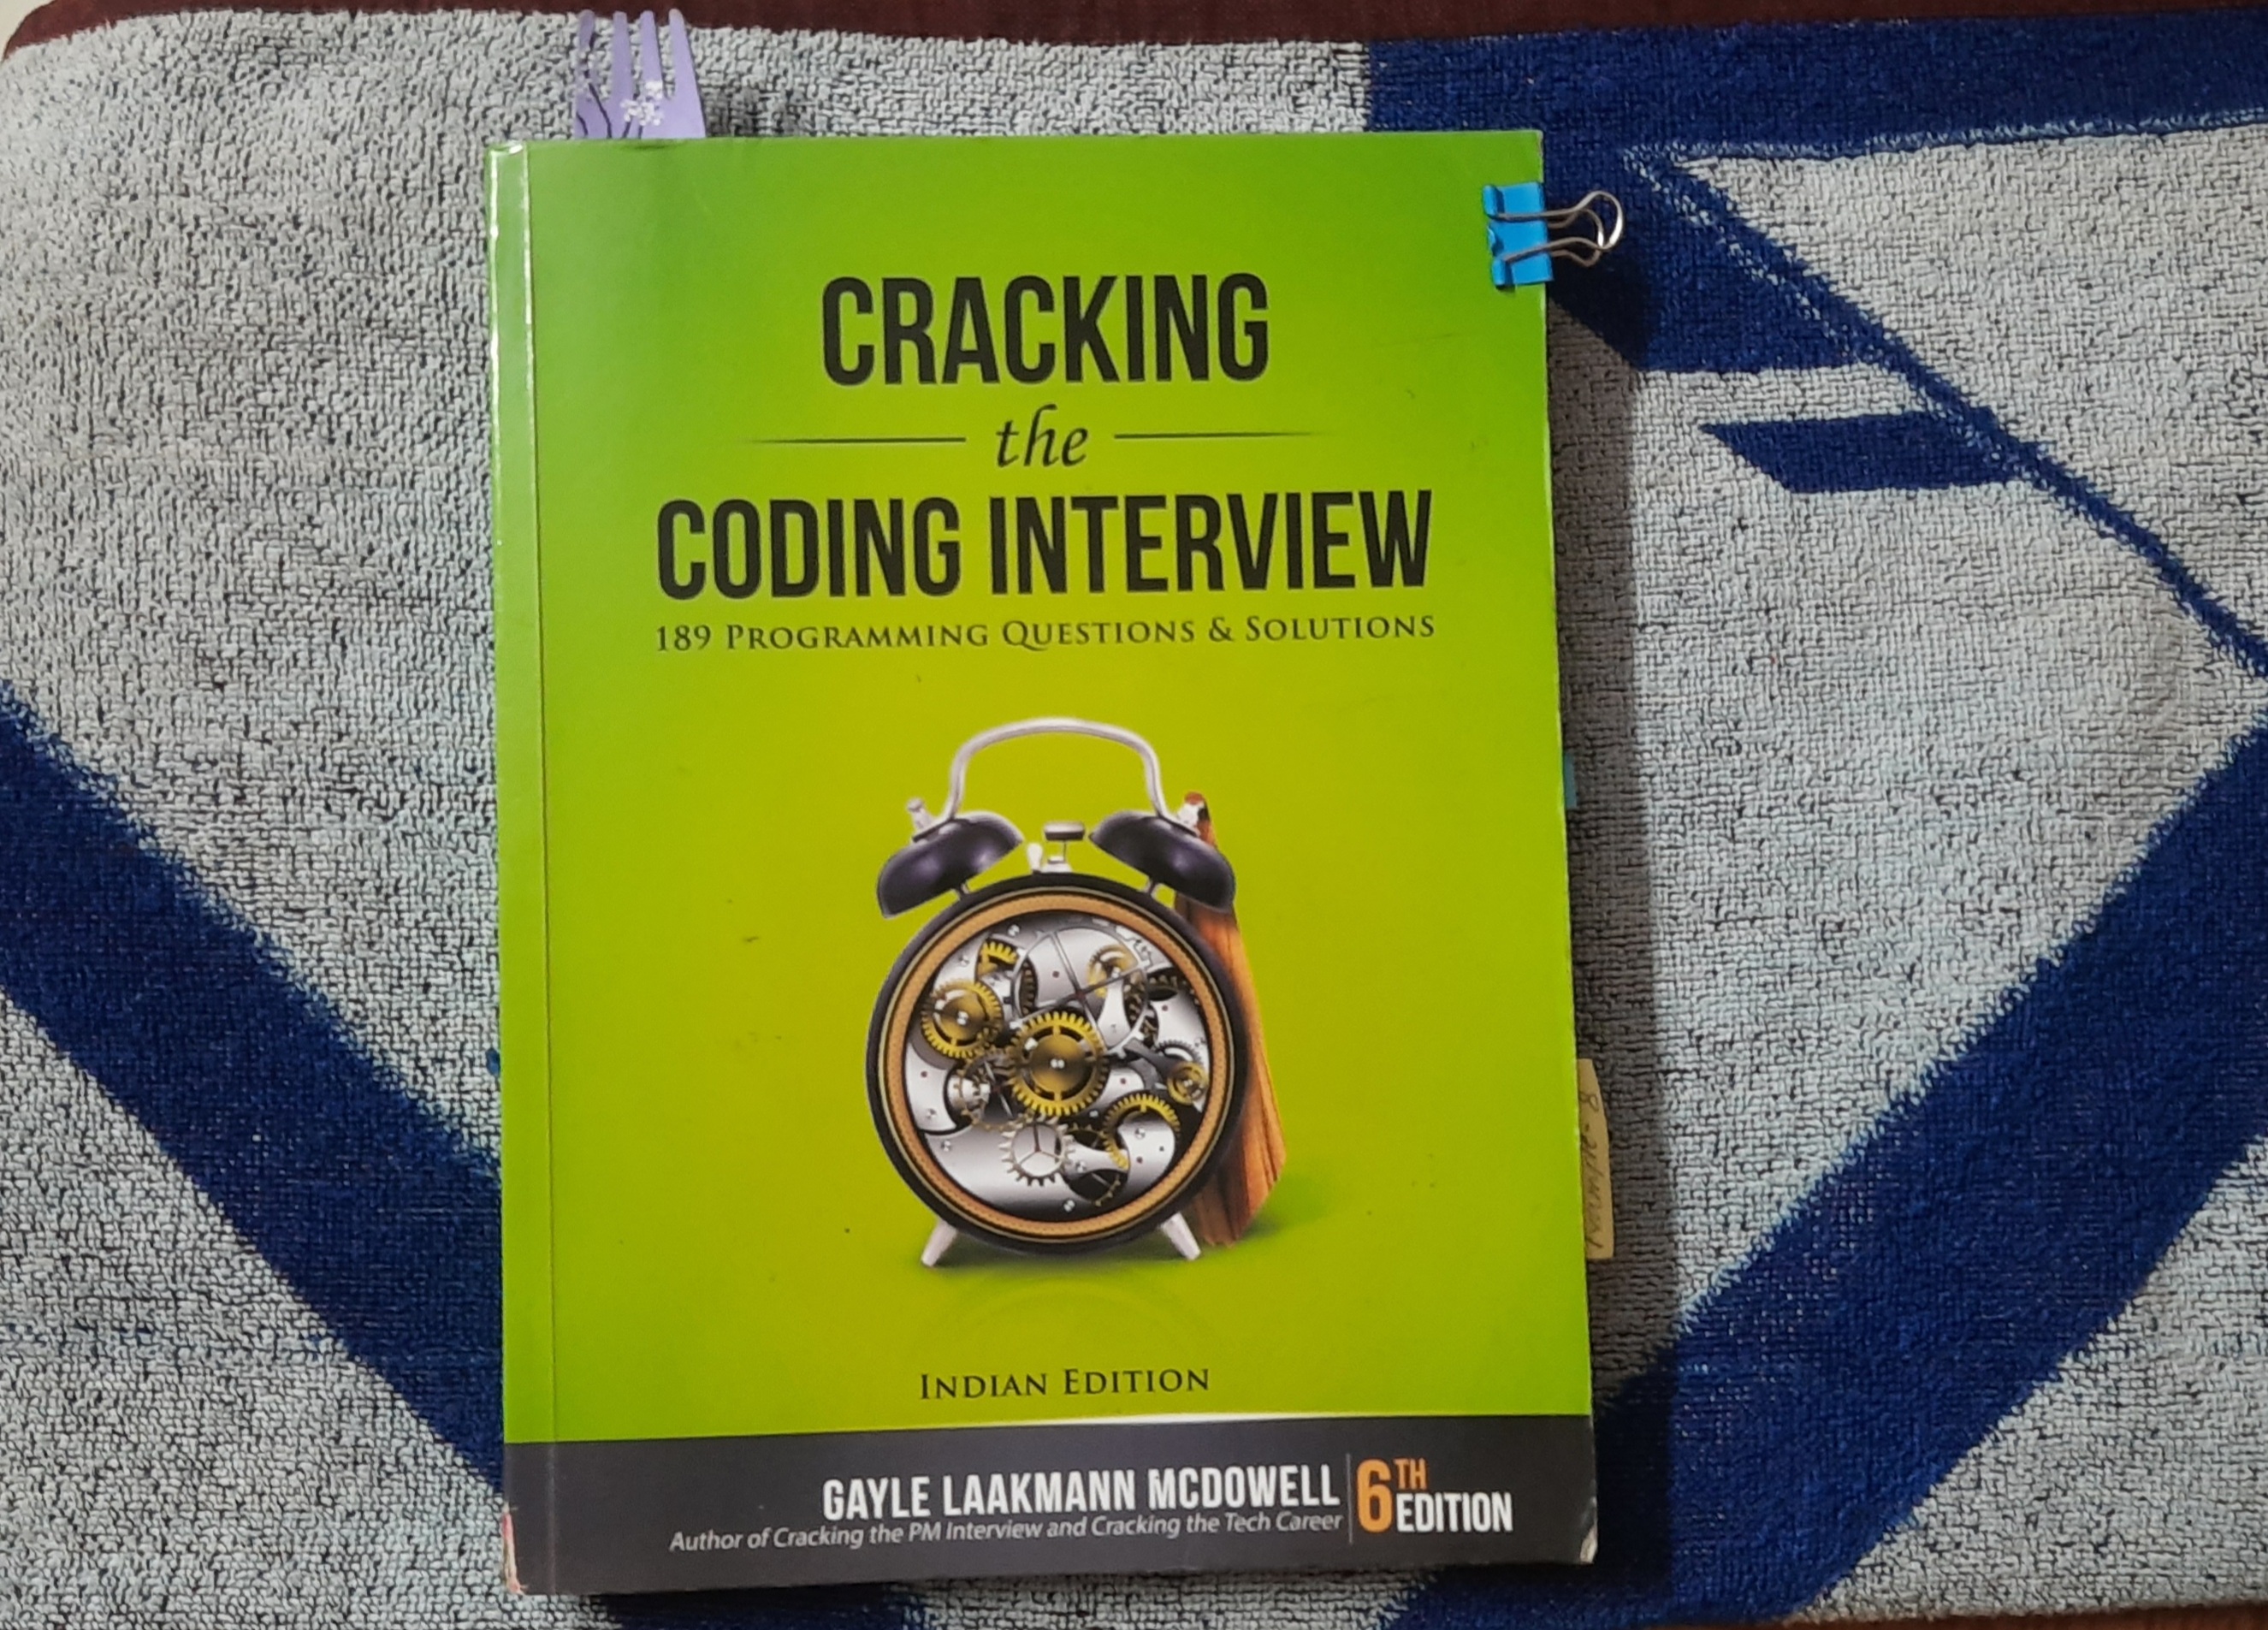 CRACKING
the
CODING INTERVIEW
189 PROGRAMMING QUESTIONS & SOLUTIONS
INDIAN EDITION
GAYLE LAAKMANN MCDOWELL
Author of Cracking the PM Interview and Cracking the Tech Career
6TH EDITION